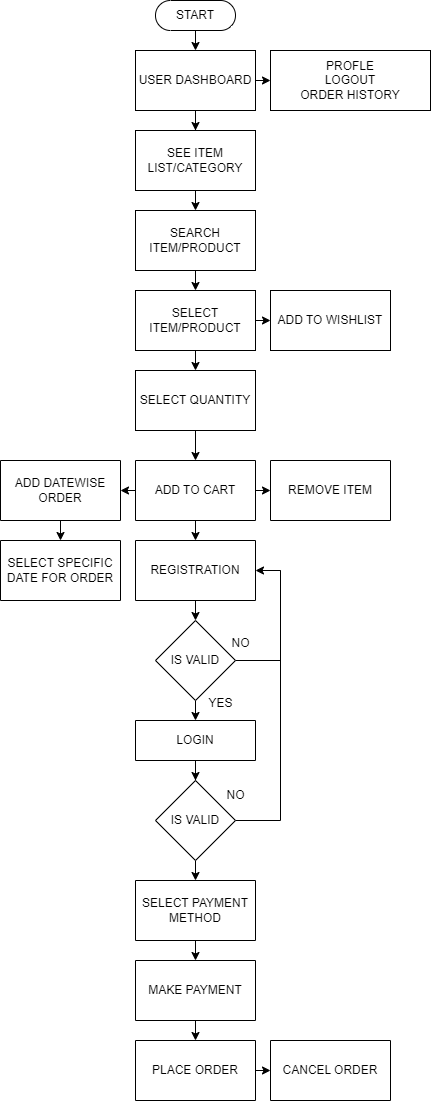 START
USER DASHBOARD
PROFLE
LOGOUT
ORDER HISTORY
SEE ITEM
LIST/CATEGORY
SEARCH
ITEM/PRODUCT
SELECT
ITEM/PRODUCT
ADD TO WISHLIST
SELECT QUANTITY
ADD DATEWISE
ORDER
ADD TO CART
REMOVE ITEM
SELECT SPECIFIC
DATE FOR ORDER
REGISTRATION
NO
IS VALID
YES
LOGIN
NO
IS VALID
SELECT PAYMENT
METHOD
MAKE PAYMENT
PLACE ORDER
CANCEL ORDER